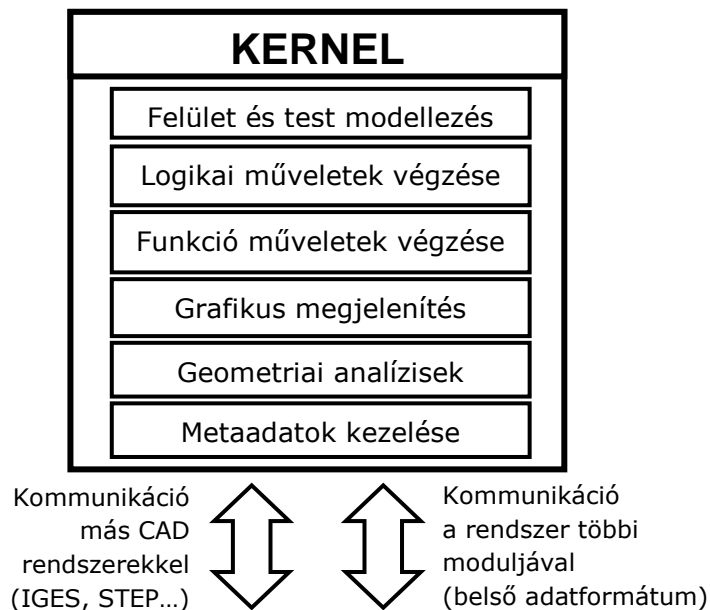 KERNEL
Felület és test modellezés
Logikai műveletek végzése
Funkció műveletek végzése
Grafikus megjelenítés
Geometriai analízisek
Metaadatok kezelése
Kommunikáció
más CAD
rendszerekkel
(IGES, STEP...)
Kommunikáció
a rendszer többi
moduljával
(belső adatformátum)